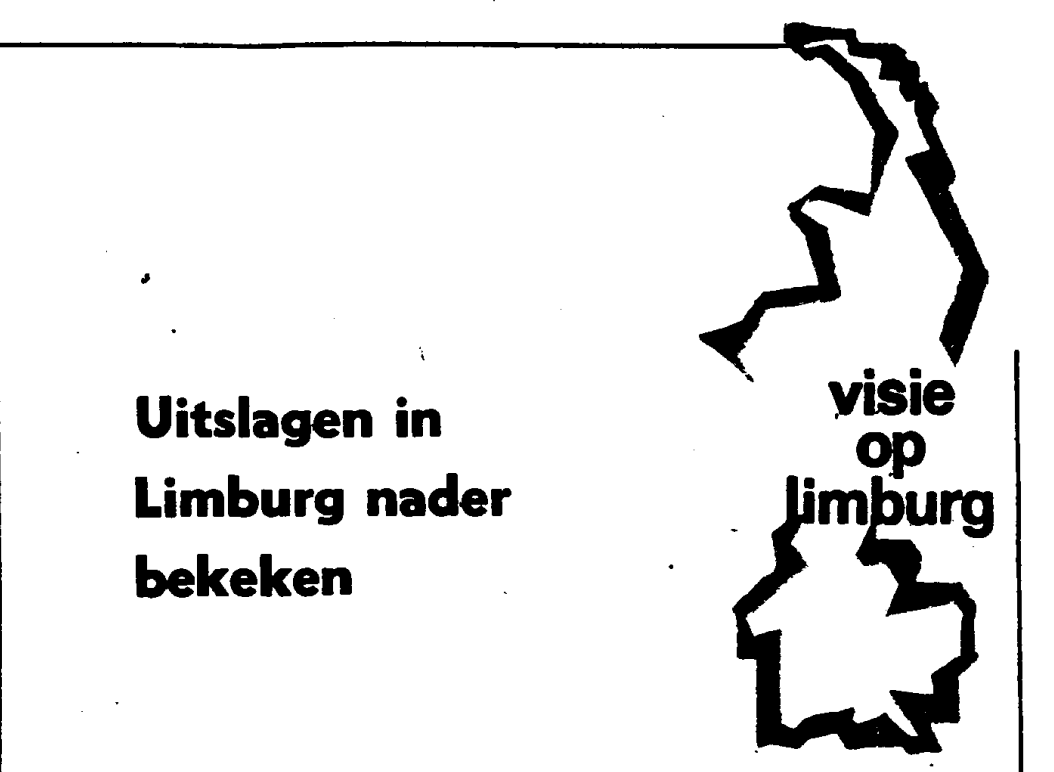 Uitslagen in
Limburg nader
bekeken
visie
op
limburg